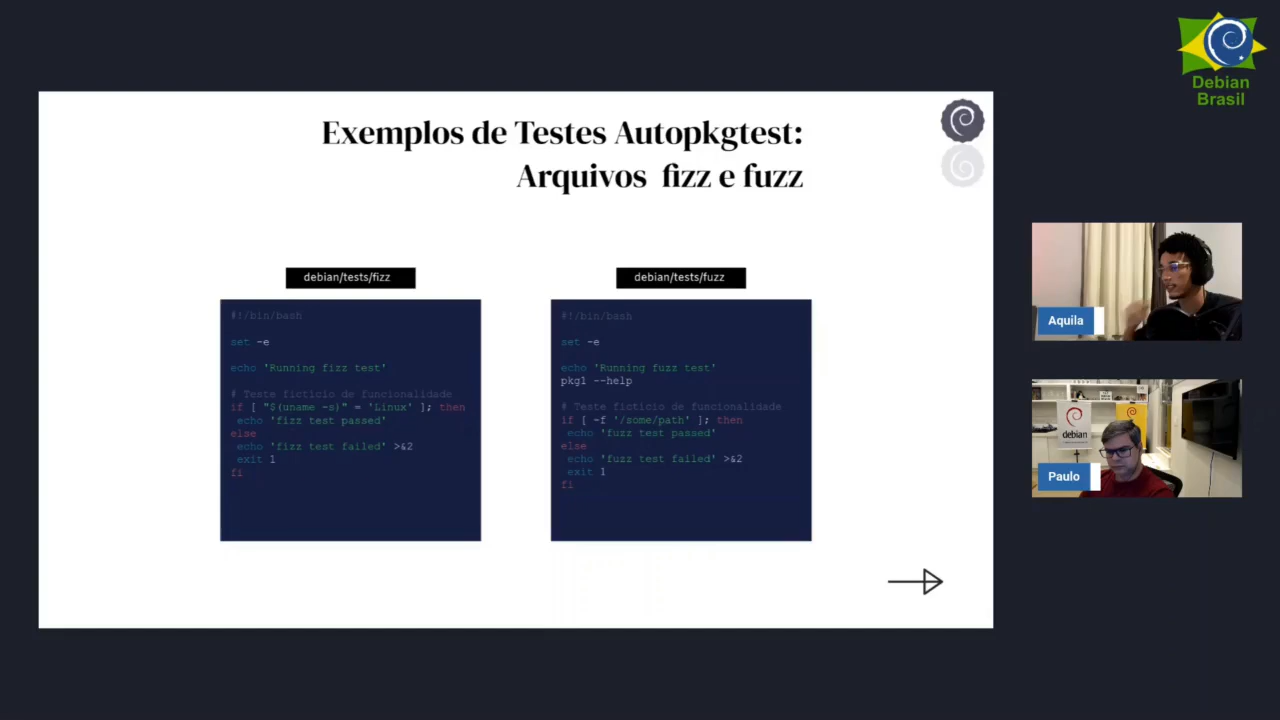 Debian
Brasil
Exemplos de Testes Autopkgtest:
Arquivos fizz e fuzz
debian/tests/fizz
#!/bin/bash
set -e
echo 'Running fizz test'
# Teste ficticio de funcionalidade
if [ "$(uname -s)" = 'Linux' ]; then
echo 'fizz test passed'
else
echo 'fizz test failed' >&2
exit 1
fi
debian/tests/fuzz
#!/bin/bash
set -e
echo 'Running fuzz test'
pkg1 --help
# Teste ficticio de funcionalidade
if [ -f '/some/path' ]; then
echo 'fuzz test passed'
else
echo 'fuzz test failed' >&2
exit 1
fi
Aquila
debian
Paulo